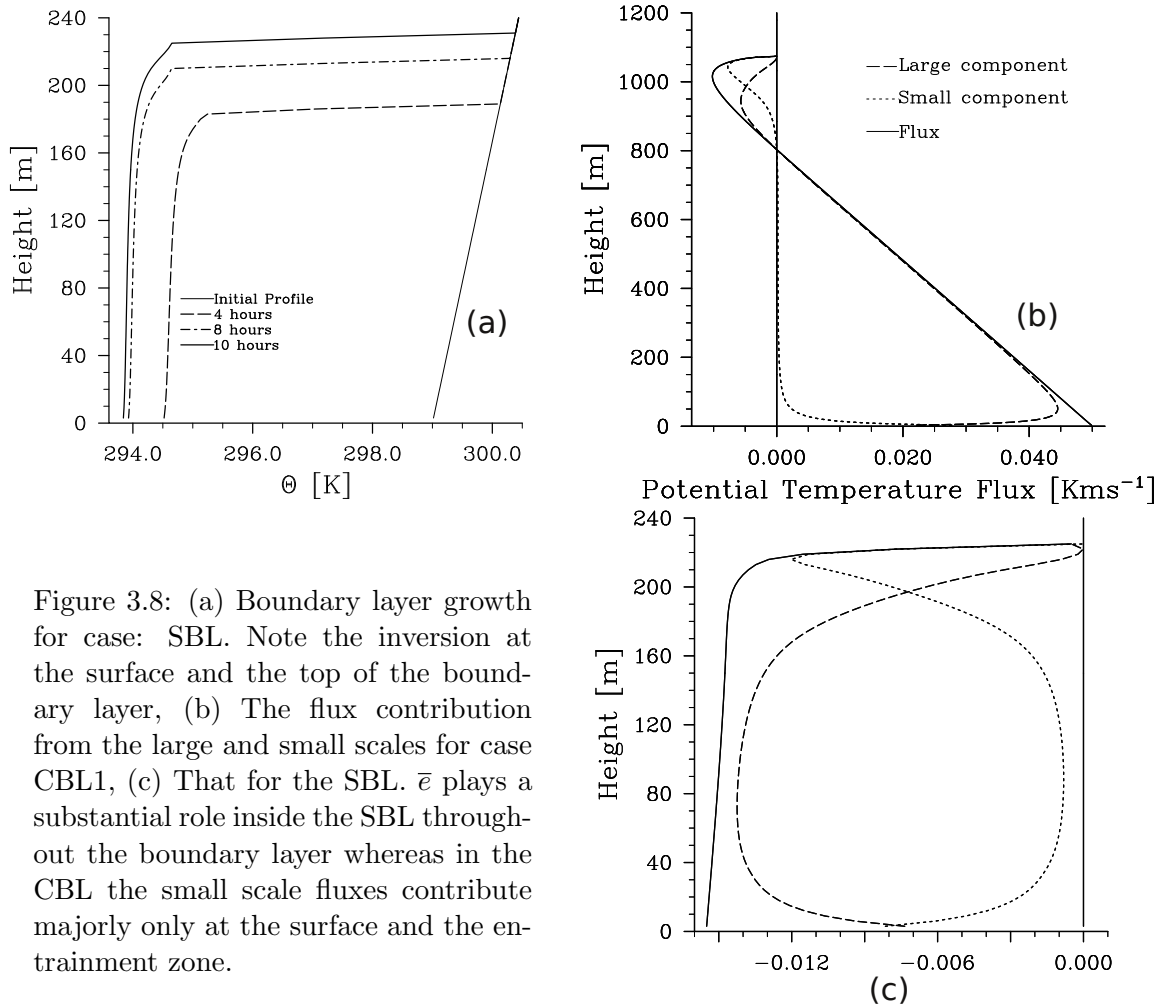 240
200
160
120
80
40
0
Height [m]
Initial Profile
4 hours
8 hours
10 hours
(a)
294.0 296.0 298.0 300.0
Θ [K]
1200
1000
800
600
400
200
0
Height [m]
Large component
Small component
Flux
(b)
0.000 0.020 0.040
Potential Temperature Flux [Kms⁻¹]
240
200
160
120
80
40
0
Height [m]
−0.012 −0.006 0.000
(c)
Figure 3.8: (a) Boundary layer growth
for case: SBL. Note the inversion at
the surface and the top of the bound-
ary layer, (b) The flux contribution
from the large and small scales for case
CBL1, (c) That for the SBL. e̅ plays a
substantial role inside the SBL through-
out the boundary layer whereas in the
CBL the small scale fluxes contribute
majorly only at the surface and the en-
trainment zone.